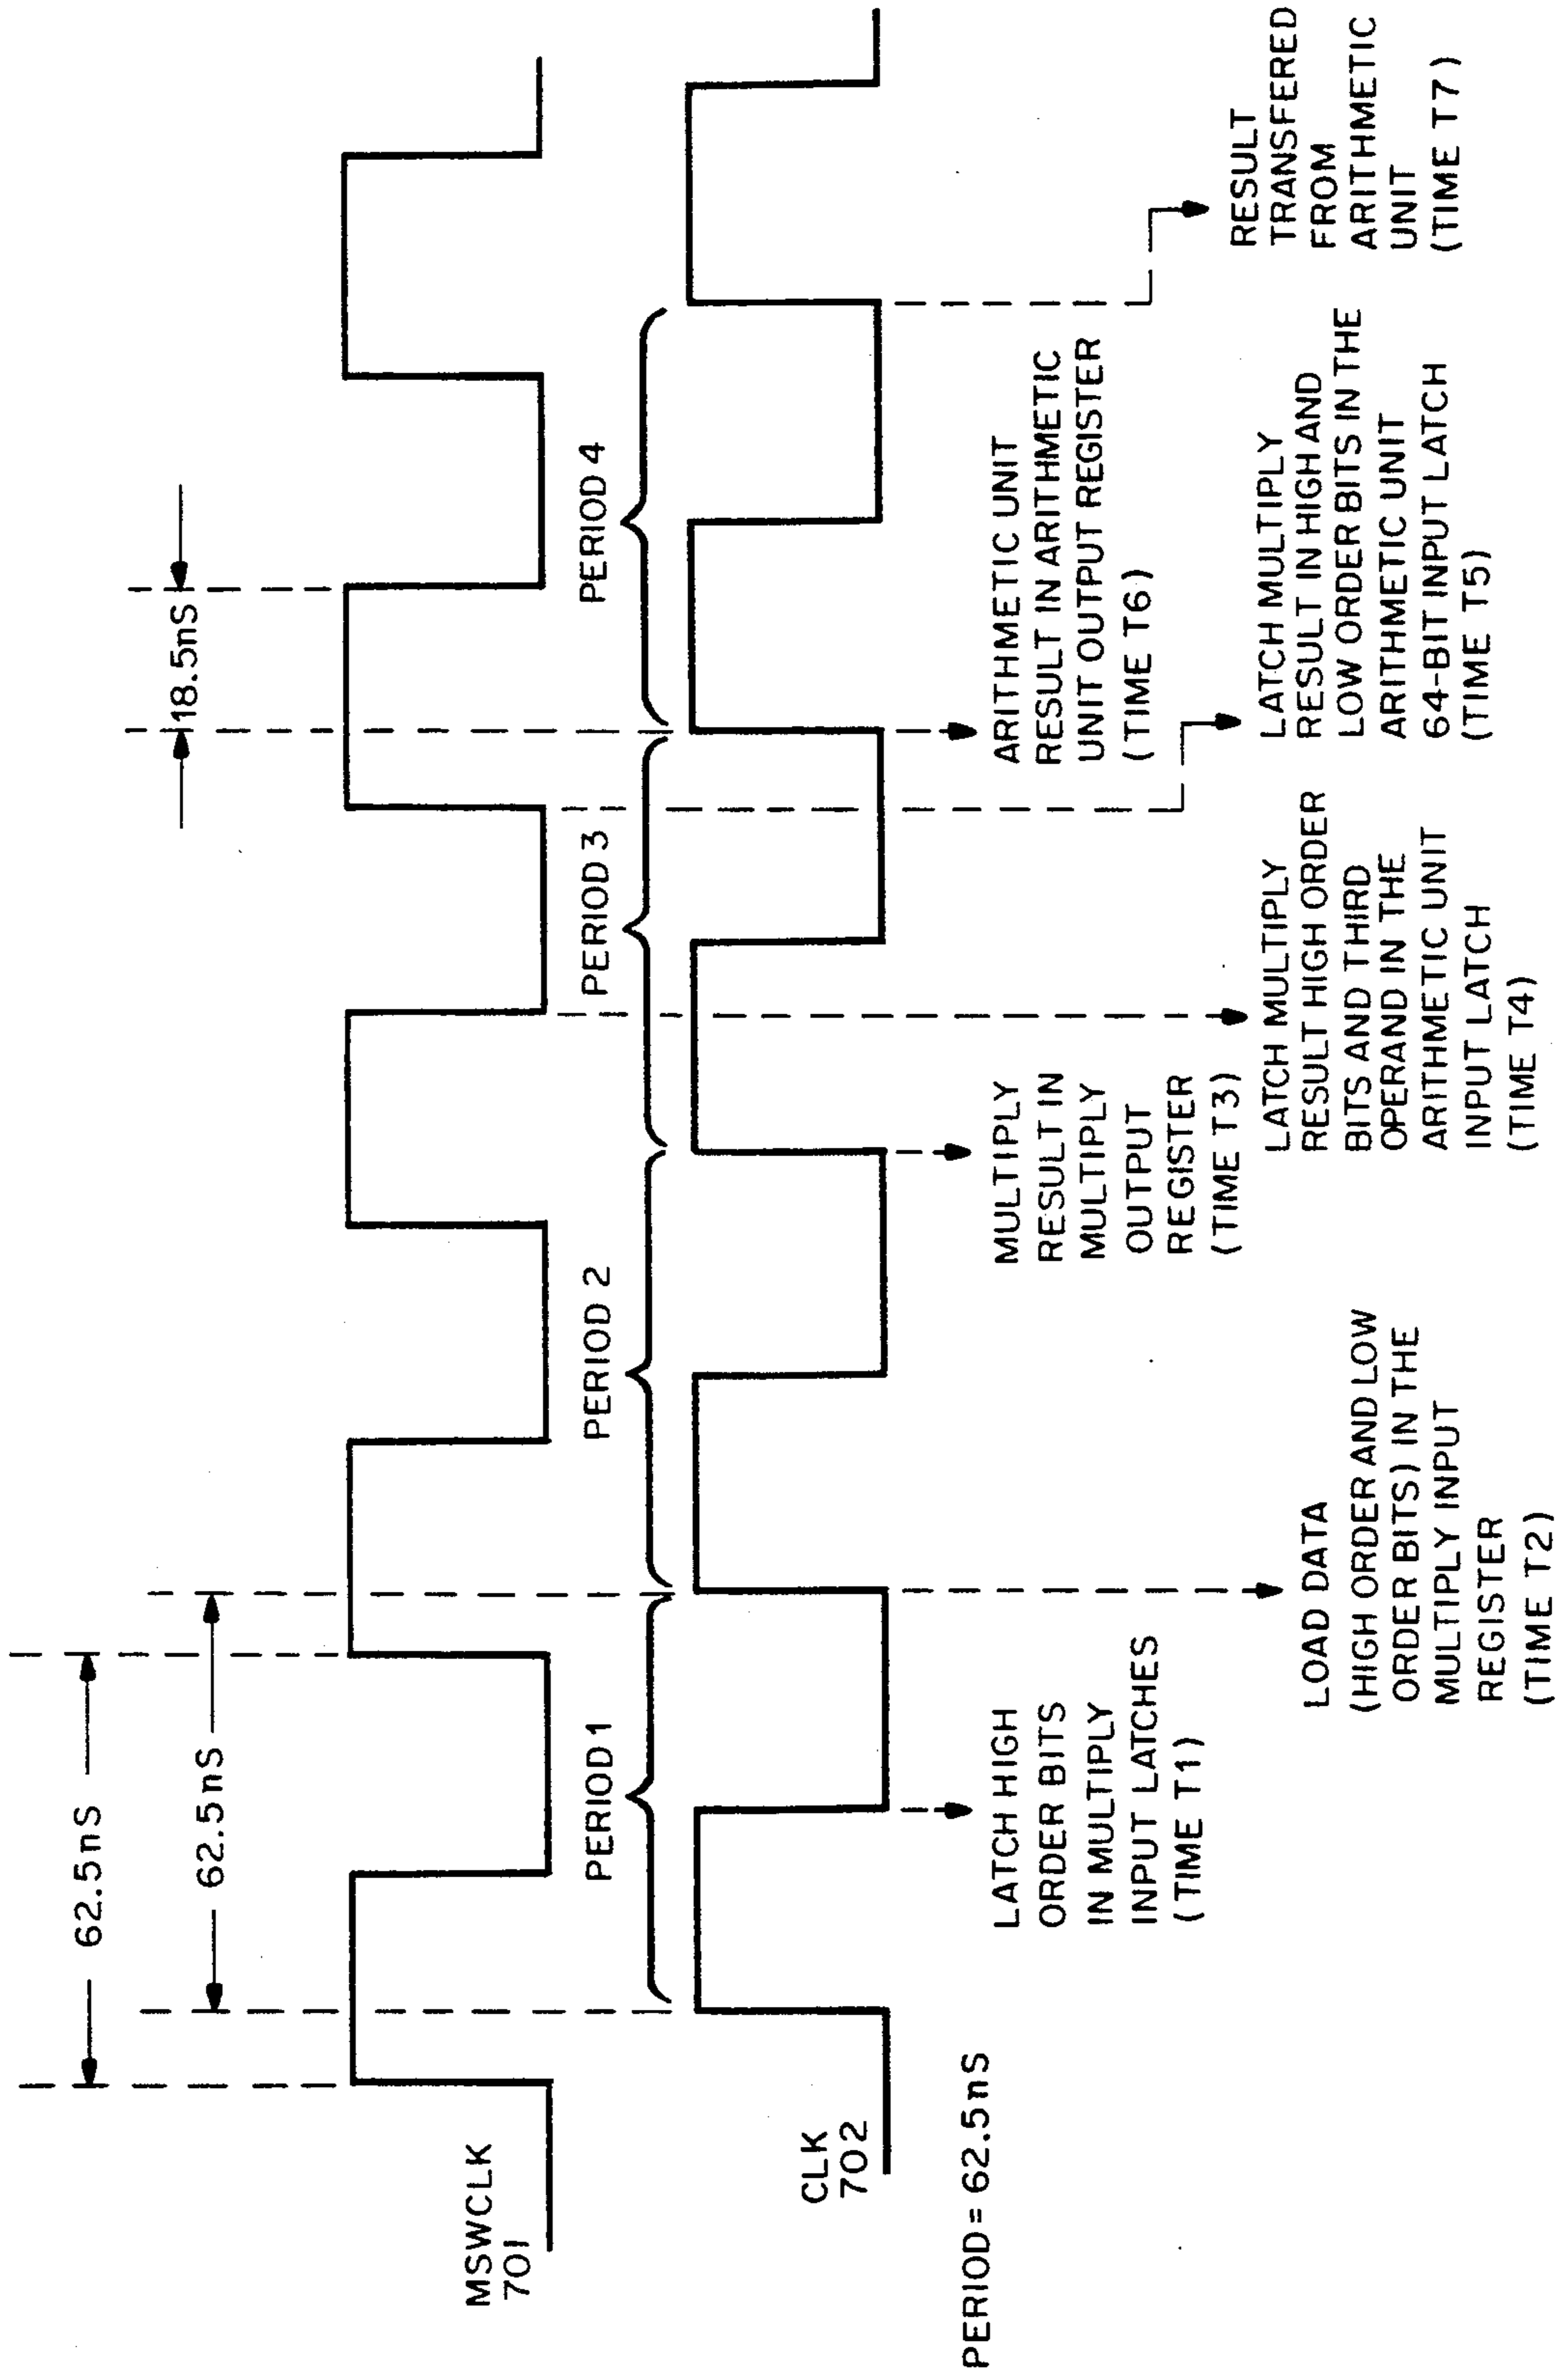 62.5nS
62.5nS
18.5nS
MSWCLK
701
PERIOD 1
PERIOD 2
PERIOD 3
PERIOD 4
CLK
702
PERIOD = 62.5nS
LATCH HIGH
ORDER BITS
IN MULTIPLY
INPUT LATCHES
(TIME T1)
LOAD DATA
(HIGH ORDER AND LOW
ORDER BITS) IN THE
MULTIPLY INPUT
REGISTER
(TIME T2)
MULTIPLY
RESULT IN
MULTIPLY
OUTPUT
REGISTER
(TIME T3)
LATCH MULTIPLY
RESULT HIGH ORDER
BITS AND THIRD
OPERAND IN THE
ARITHMETIC UNIT
INPUT LATCH
(TIME T4)
LATCH MULTIPLY
RESULT IN HIGH AND
LOW ORDER BITS IN THE
ARITHMETIC UNIT
64-BIT INPUT LATCH
(TIME T5)
ARITHMETIC UNIT
RESULT IN ARITHMETIC
UNIT OUTPUT REGISTER
(TIME T6)
RESULT
TRANSFERED
FROM
ARITHMETIC
UNIT
(TIME T7)